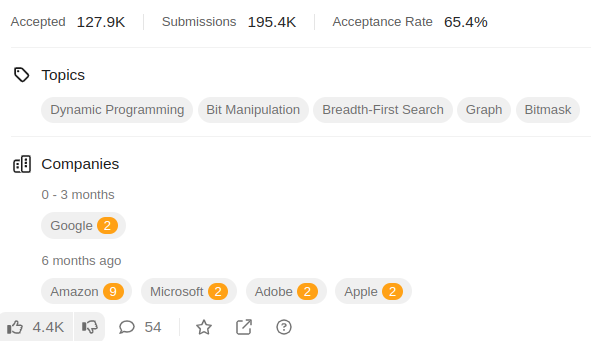 Accepted 127.9K Submissions 195.4K Acceptance Rate 65.4%
Topics
Dynamic Programming Bit Manipulation Breadth-First Search Graph Bitmask
Companies
0 - 3 months
Google 2
6 months ago
Amazon 9 Microsoft 2 Adobe 2 Apple 2
4.4K 54